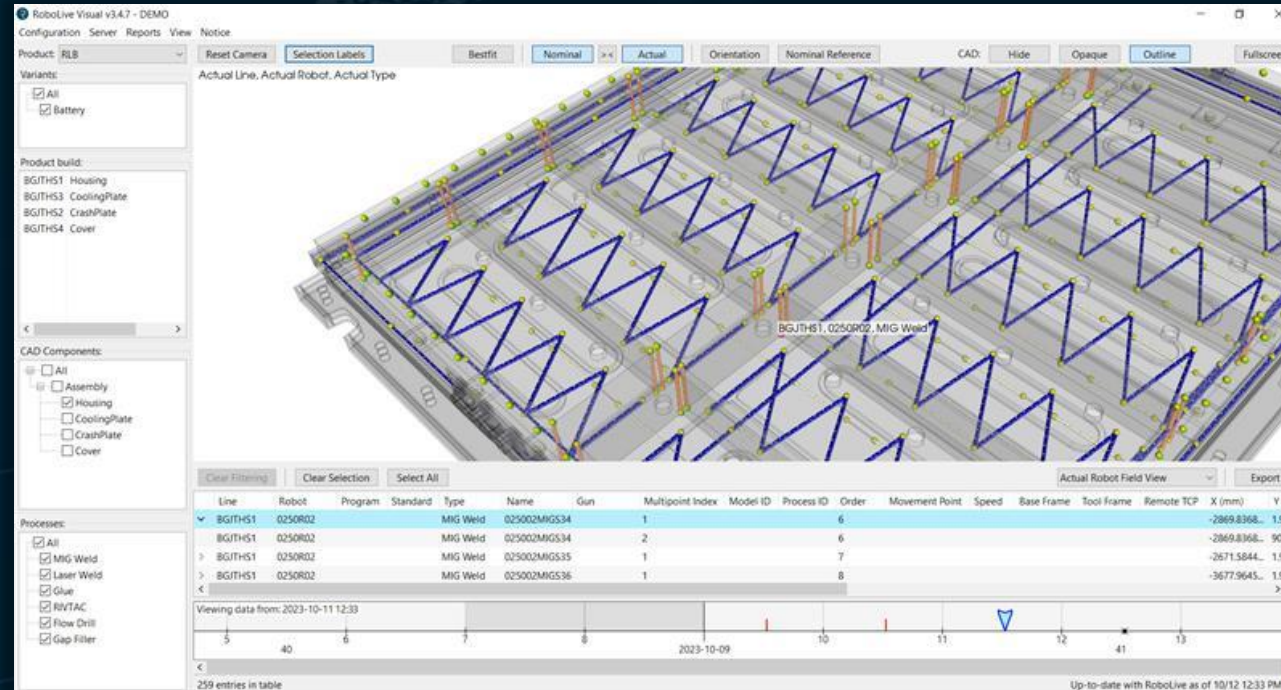 RoboLive Visual v3.4.7 - DEMO
Configuration Server Reports View Notice
Product: RLB
Reset Camera Selection Labels Bestfit Nominal >< Actual Orientation Nominal Reference CAD: Hide Opaque Outline Fullscree
Variants:
All
Battery
Product build:
BGJTHS1 Housing
BGJTHS3 CoolingPlate
BGJTHS2 CrashPlate
BGJTHS4 Cover
CAD Components:
All
Assembly
Housing
CoolingPlate
CrashPlate
Cover
Processes:
All
MIG Weld
Laser Weld
Glue
RIVTAC
Flow Drill
Gap Filler
Actual Line, Actual Robot, Actual Type
BGJTHS1, 0250R02, MIG Weld
Clear Filtering Clear Selection Select All Actual Robot Field View Export
Line Robot Program Standard Type Name Gun Multipoint Index Model ID Process ID Order Movement Point Speed Base Frame Tool Frame Remote TCP X (mm) Y
BGJTHS1 0250R02 MIG Weld 025002MIGS34 1 6 -2869.8368... 1.9
BGJTHS1 0250R02 MIG Weld 025002MIGS34 2 6 -2869.8368... 90
BGJTHS1 0250R02 MIG Weld 025002MIGS35 1 7 -2671.5844... 1.9
BGJTHS1 0250R02 MIG Weld 025002MIGS36 1 8 -3677.9645... 1.9
Viewing data from: 2023-10-11 12:33
5 6 7 8 10 11 12 13
40 2023-10-09 41
259 entries in table
Up-to-date with RoboLive as of 10/12 12:33 PM